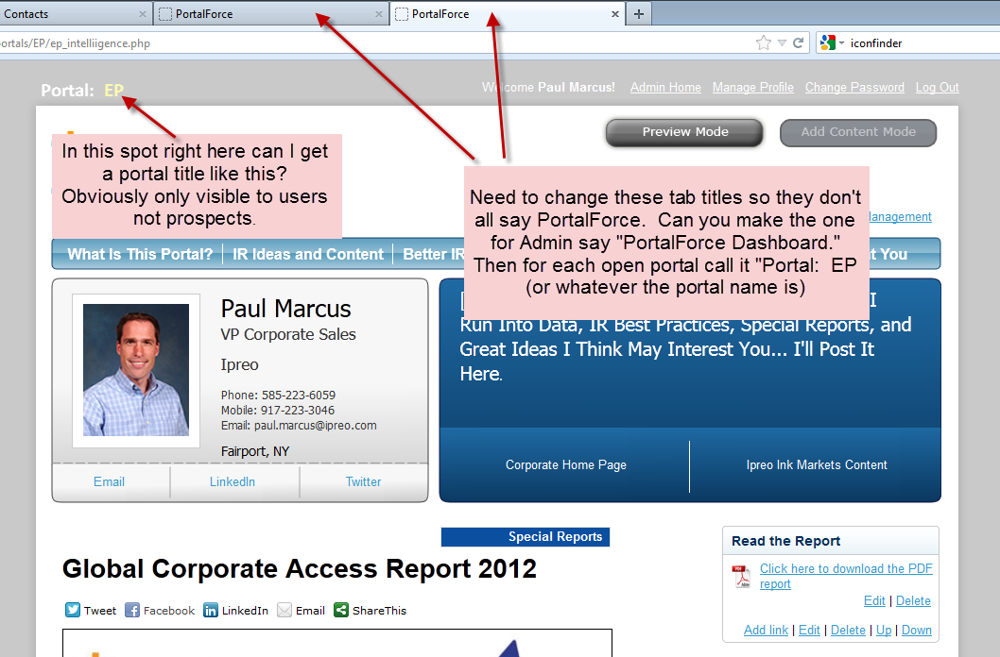 Contacts
PortalForce
PortalForce
ortals/EP/ep_intelliigence.php
iconfinder
Portal: EP
Welcome Paul Marcus! Admin Home Manage Profile Change Password Log Out
Preview Mode
Add Content Mode
In this spot right here can I get
a portal title like this?
Obviously only visible to users
not prospects.
Need to change these tab titles so they don't
all say PortalForce. Can you make the one
for Admin say "PortalForce Dashboard."
Then for each open portal call it "Portal: EP
(or whatever the portal name is)
What Is This Portal? IR Ideas and Content Better IR
t You
Paul Marcus
VP Corporate Sales
Ipreo
Phone: 585-223-6059
Mobile: 917-223-3046
Email: paul.marcus@ipreo.com
Fairport, NY
Email
LinkedIn
Twitter
I
Run Into Data, IR Best Practices, Special Reports, and
Great Ideas I Think May Interest You... I'll Post It
Here.
Corporate Home Page
Ipreo Ink Markets Content
Special Reports
Global Corporate Access Report 2012
Tweet Facebook LinkedIn Email ShareThis
Read the Report
Click here to download the PDF
report
Edit | Delete
Add link | Edit | Delete | Up | Down